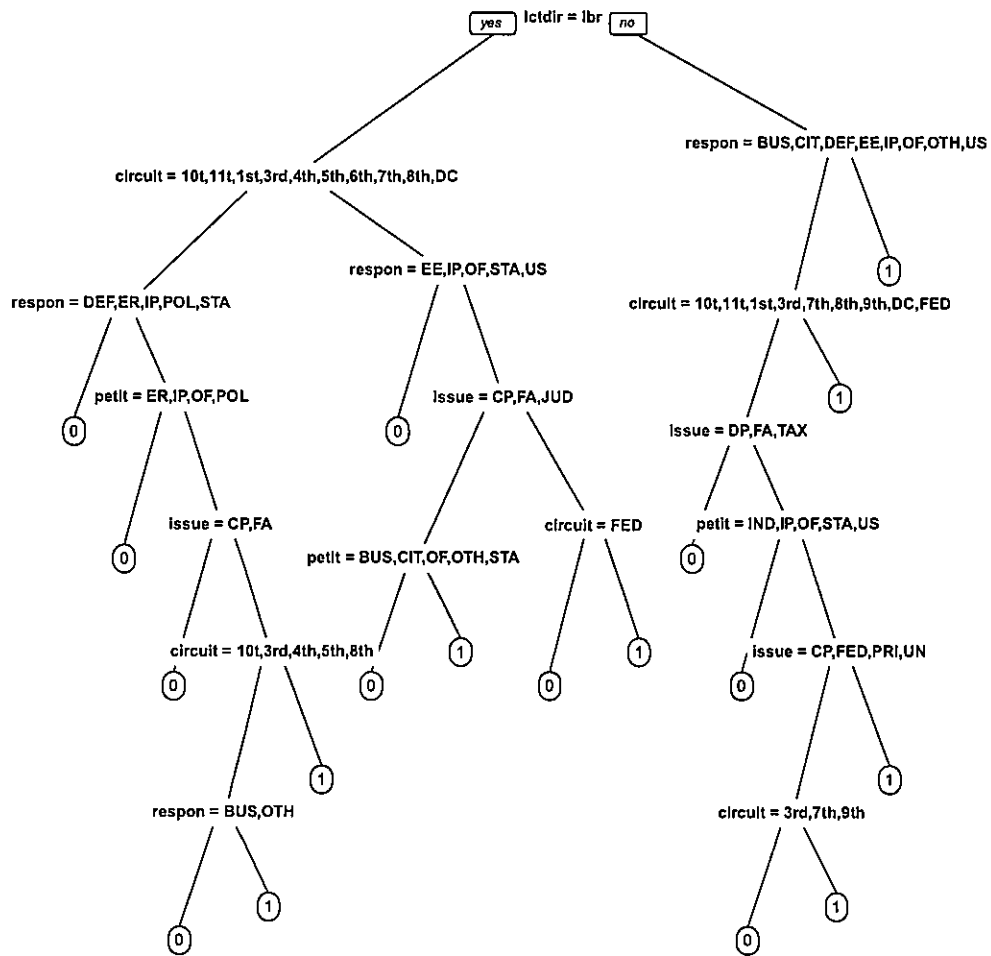 yes lctdir = lbr no
respon = BUS,CIT,DEF,EE,IP,OF,OTH,US
circuit = 10t,11t,1st,3rd,4th,5th,6th,7th,8th,DC
respon = EE,IP,OF,STA,US
1
respon = DEF,ER,IP,POL,STA
circuit = 10t,11t,1st,3rd,7th,8th,9th,DC,FED
petit = ER,IP,OF,POL
issue = CP,FA,JUD
1
0
0
issue = DP,FA,TAX
issue = CP,FA
circuit = FED
petit = IND,IP,OF,STA,US
0
petit = BUS,CIT,OF,OTH,STA
0
circuit = 10t,3rd,4th,5th,8th
1
1
issue = CP,FED,PRI,UN
0
0
0
0
1
1
respon = BUS,OTH
circuit = 3rd,7th,9th
1
1
0
0